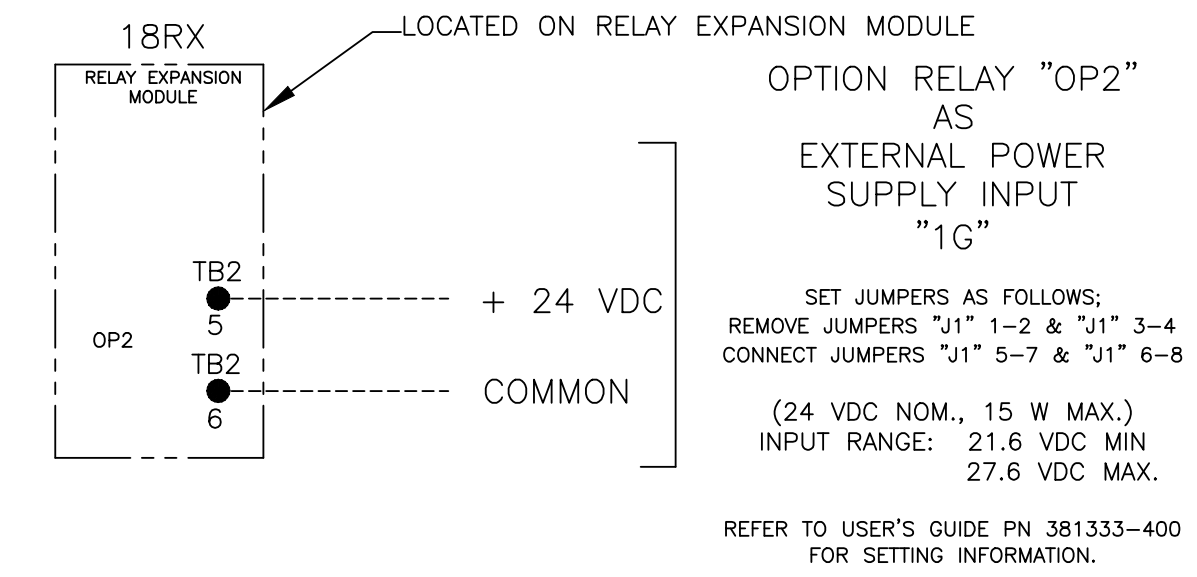 18RX
LOCATED ON RELAY EXPANSION MODULE
RELAY EXPANSION
MODULE
TB2
5
OP2
TB2
6
+ 24 VDC
COMMON
OPTION RELAY "OP2"
AS
EXTERNAL POWER
SUPPLY INPUT
"1G"
SET JUMPERS AS FOLLOWS;
REMOVE JUMPERS "J1" 1-2 & "J1" 3-4
CONNECT JUMPERS "J1" 5-7 & "J1" 6-8
(24 VDC NOM., 15 W MAX.)
INPUT RANGE: 21.6 VDC MIN
27.6 VDC MAX.
REFER TO USER'S GUIDE PN 381333-400
FOR SETTING INFORMATION.